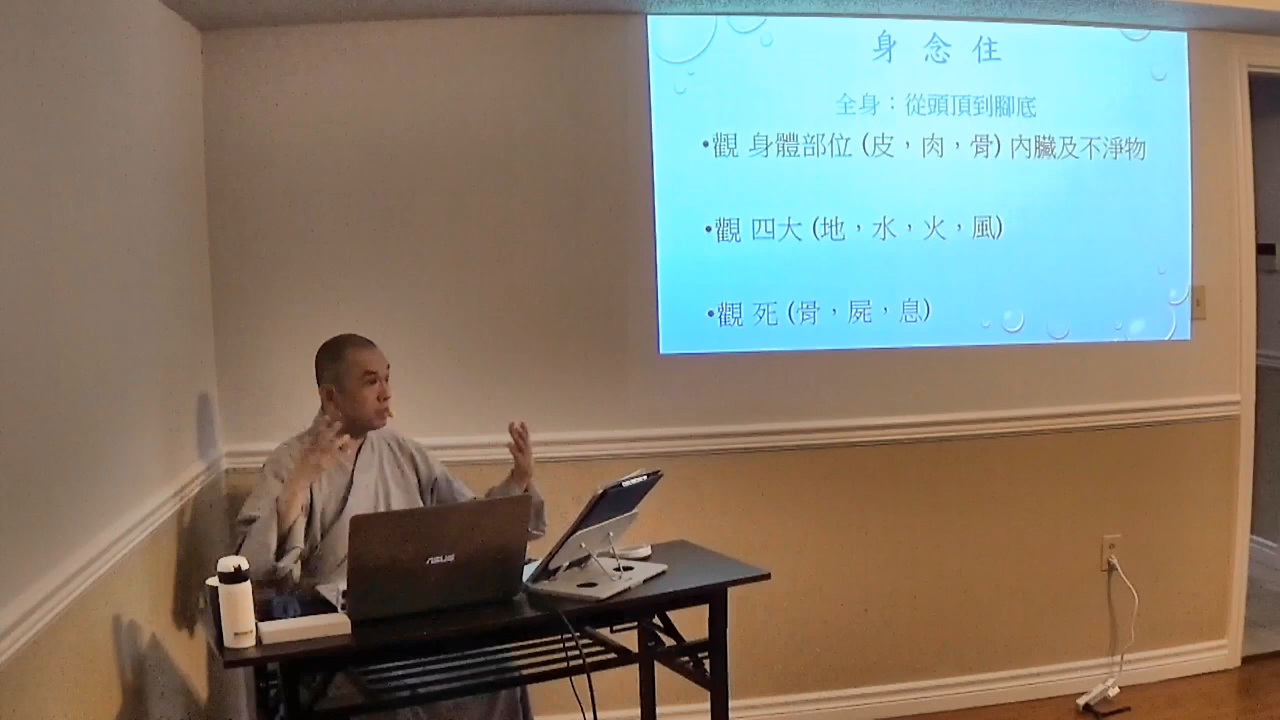 身 念 住
全身：從頭頂到腳底
•觀 身體部位 (皮，肉，骨) 內臟及不淨物
•觀 四大 (地，水，火，風)
•觀 死 (骨，屍，息)
ASUS